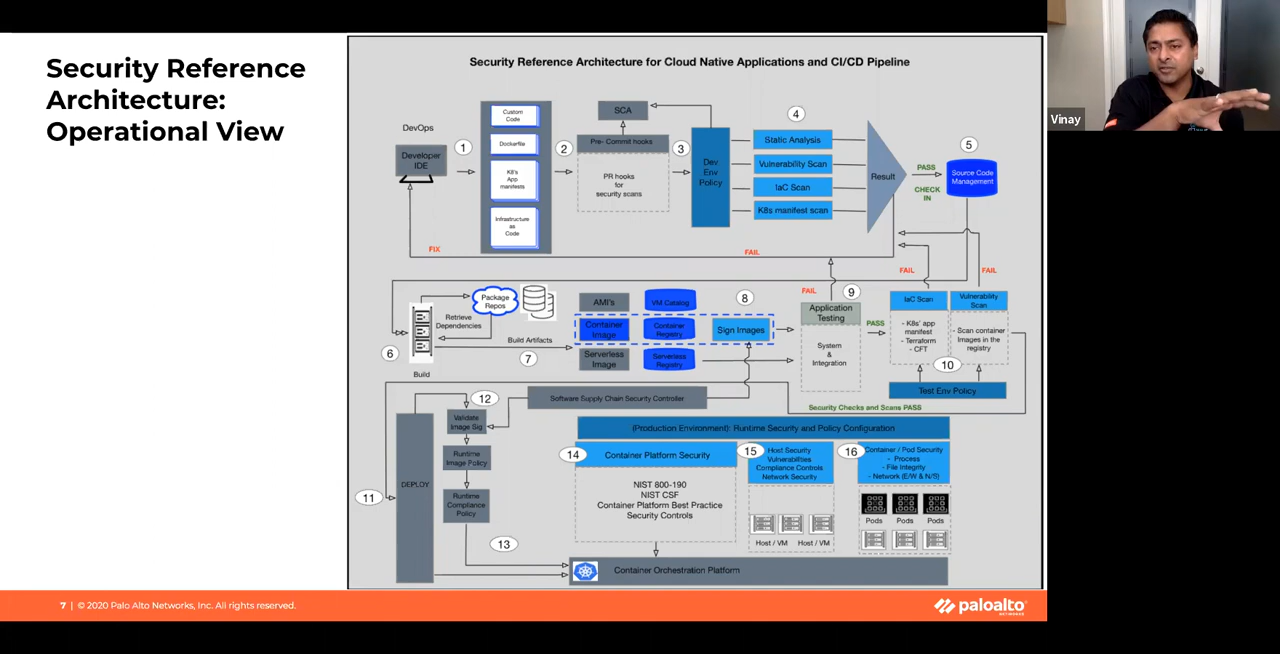 Security Reference
Architecture:
Operational View
Security Reference Architecture for Cloud Native Applications and CI/CD Pipeline
Vinay
DevOps
Developer
IDE
1
Custom
Code
Dockerfile
K8's
App
manifests
Infrastructure
as
Code
2
SCA
Pre- Commit hooks
PR hooks
for
security scans
3
Dev
Env
Policy
4
Static Analysis
Vulnerability Scan
IaC Scan
K8s manifest scan
Result
PASS
CHECK
IN
5
Source Code
Management
FIX
FAIL
FAIL
FAIL
FAIL
6
Build
Retrieve
Dependencies
Package
Repos
Build Artifacts
7
AMI's
VM Catalog
Container
Image
Container
Registry
Serverless
Image
Serverless
Registry
8
Sign Images
9
Application
Testing
System
&
Integration
PASS
IaC Scan
- K8s' app
manifest
- Terraform
- CFT
Vulnerability
Scan
- Scan container
Images in the
registry
10
Test Env Policy
Security Checks and Scans PASS
Software Supply Chain Security Controller
11
DEPLOY
12
Validate
Image Sig
Runtime
Image Policy
Runtime
Compliance
Policy
13
(Production Environment): Runtime Security and Policy Configuration
14
Container Platform Security
NIST 800-190
NIST CSF
Container Platform Best Practice
Security Controls
15
Host Security
Vulnerabilities
Compliance Controls
Network Security
Host / VM
Host / VM
16
Container / Pod Security
- Process
- File Integrity
- Network (E/W & N/S)
Pods
Pods
Pods
Container Orchestration Platform
7 | © 2020 Palo Alto Networks, Inc. All rights reserved.
paloalto
NETWORKS